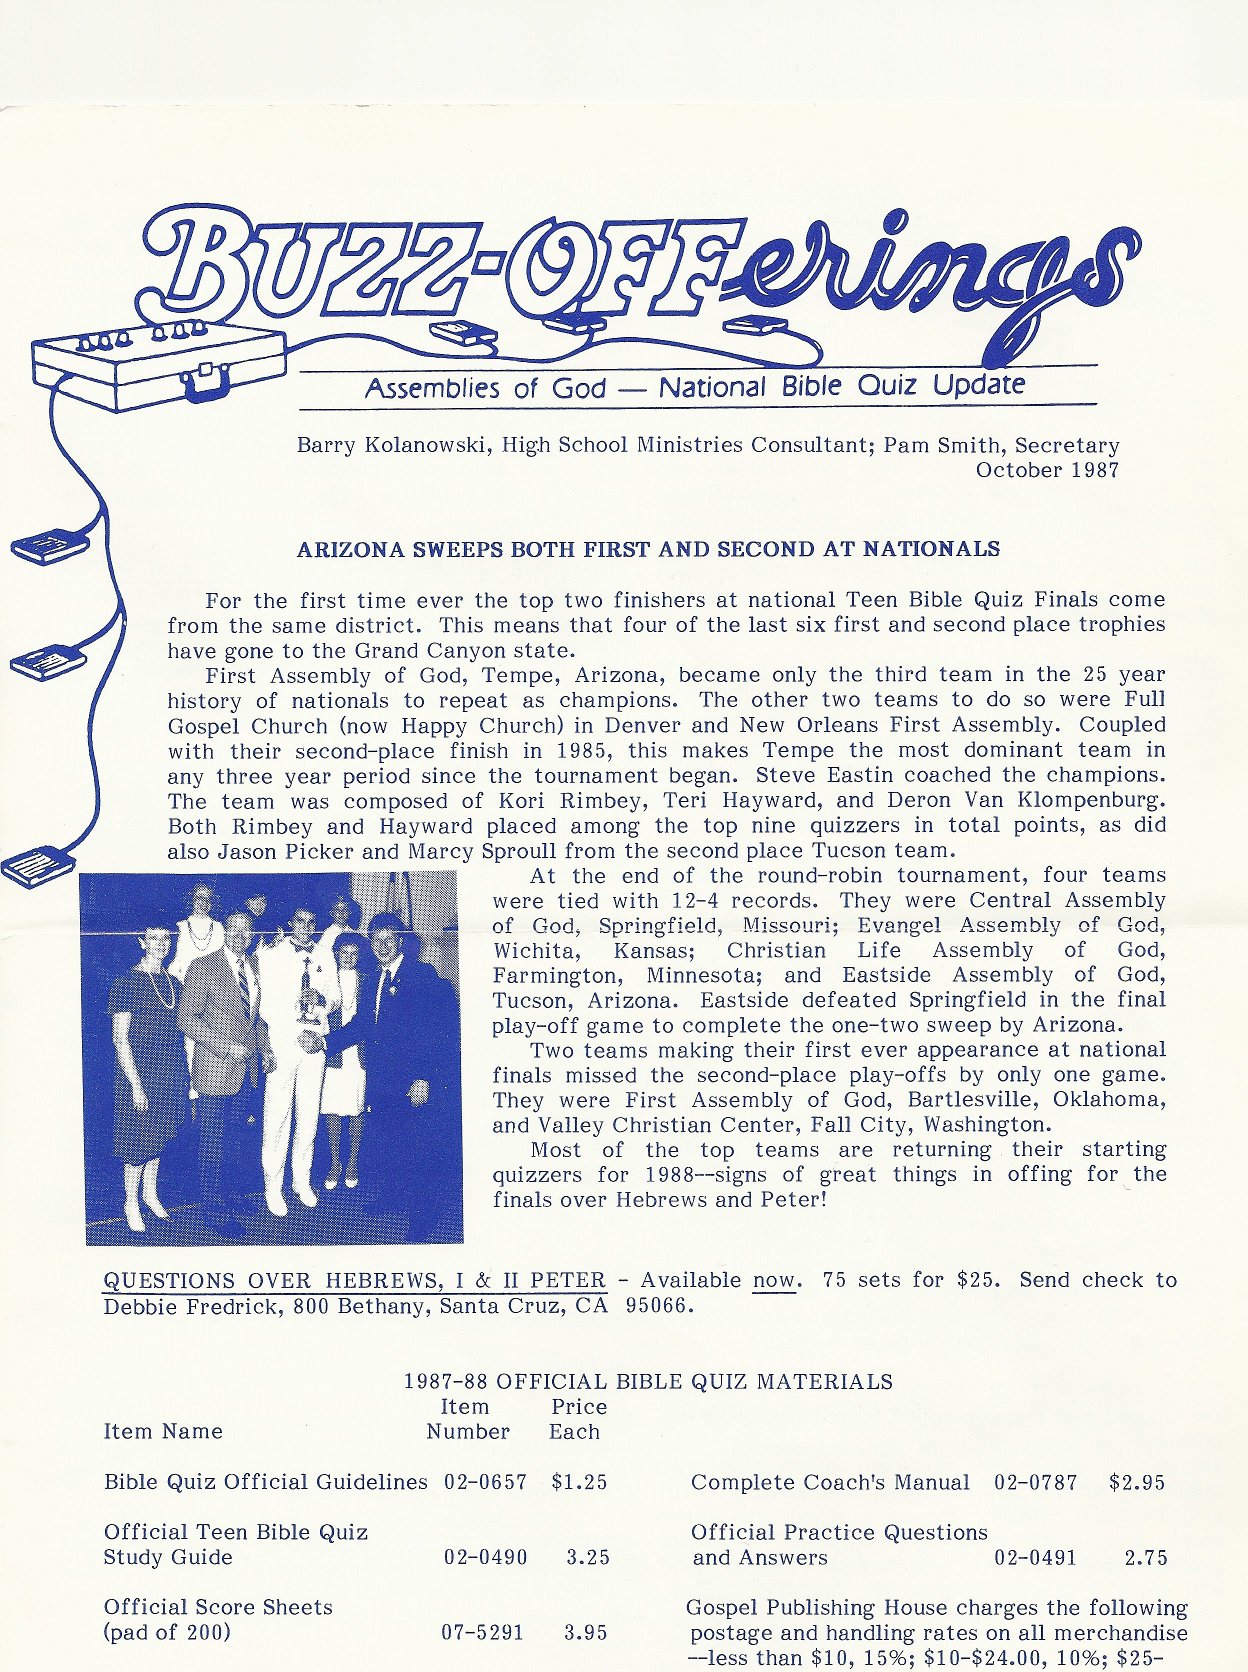 BUZZ-OFFerings
Assemblies of God — National Bible Quiz Update
Barry Kolanowski, High School Ministries Consultant; Pam Smith, Secretary
October 1987
ARIZONA SWEEPS BOTH FIRST AND SECOND AT NATIONALS
For the first time ever the top two finishers at national Teen Bible Quiz Finals come
from the same district. This means that four of the last six first and second place trophies
have gone to the Grand Canyon state.
First Assembly of God, Tempe, Arizona, became only the third team in the 25 year
history of nationals to repeat as champions. The other two teams to do so were Full
Gospel Church (now Happy Church) in Denver and New Orleans First Assembly. Coupled
with their second-place finish in 1985, this makes Tempe the most dominant team in
any three year period since the tournament began. Steve Eastin coached the champions.
The team was composed of Kori Rimbey, Teri Hayward, and Deron Van Klompenburg.
Both Rimbey and Hayward placed among the top nine quizzers in total points, as did
also Jason Picker and Marcy Sproull from the second place Tucson team.
At the end of the round-robin tournament, four teams
were tied with 12-4 records. They were Central Assembly
of God, Springfield, Missouri; Evangel Assembly of God,
Wichita, Kansas; Christian Life Assembly of God,
Farmington, Minnesota; and Eastside Assembly of God,
Tucson, Arizona. Eastside defeated Springfield in the final
play-off game to complete the one-two sweep by Arizona.
Two teams making their first ever appearance at national
finals missed the second-place play-offs by only one game.
They were First Assembly of God, Bartlesville, Oklahoma,
and Valley Christian Center, Fall City, Washington.
Most of the top teams are returning their starting
quizzers for 1988--signs of great things in offing for the
finals over Hebrews and Peter!
QUESTIONS OVER HEBREWS, I & II PETER - Available now. 75 sets for $25. Send check to
Debbie Fredrick, 800 Bethany, Santa Cruz, CA 95066.
1987-88 OFFICIAL BIBLE QUIZ MATERIALS
Item Price
Item Name Number Each
Bible Quiz Official Guidelines 02-0657 $1.25 Complete Coach's Manual 02-0787 $2.95
Official Teen Bible Quiz Official Practice Questions
Study Guide 02-0490 3.25 and Answers 02-0491 2.75
Official Score Sheets Gospel Publishing House charges the following
(pad of 200) 07-5291 3.95 postage and handling rates on all merchandise
--less than $10, 15%; $10-$24.00, 10%; $25-